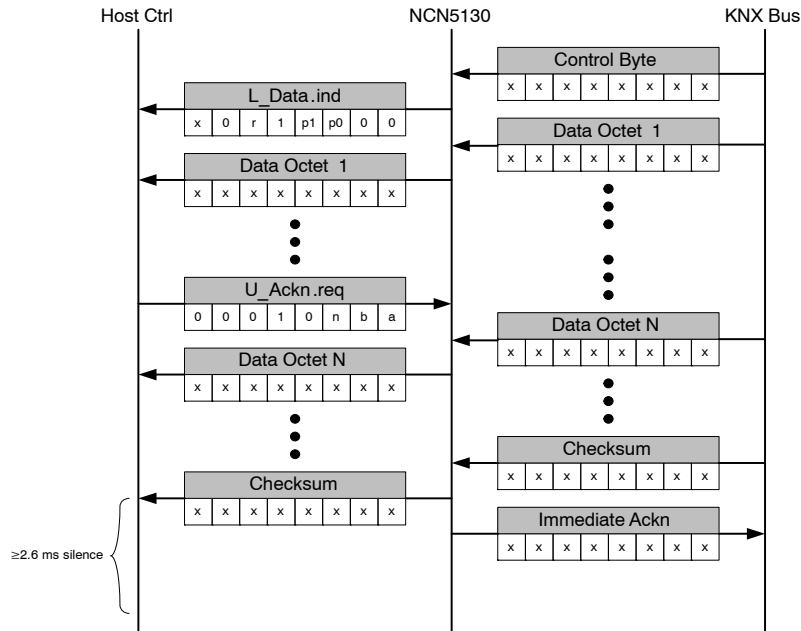 Host Ctrl NCN5130 KNX Bus
Control Byte
x x x x x x x x
L_Data.ind
x 0 r 1 p1 p0 0 0
Data Octet 1
x x x x x x x x
Data Octet 1
x x x x x x x x
U_Ackn.req
0 0 0 1 0 n b a
Data Octet N
x x x x x x x x
Data Octet N
x x x x x x x x
Checksum
x x x x x x x x
Checksum
x x x x x x x x
Immediate Ackn
x x x x x x x x
≥2.6 ms silence